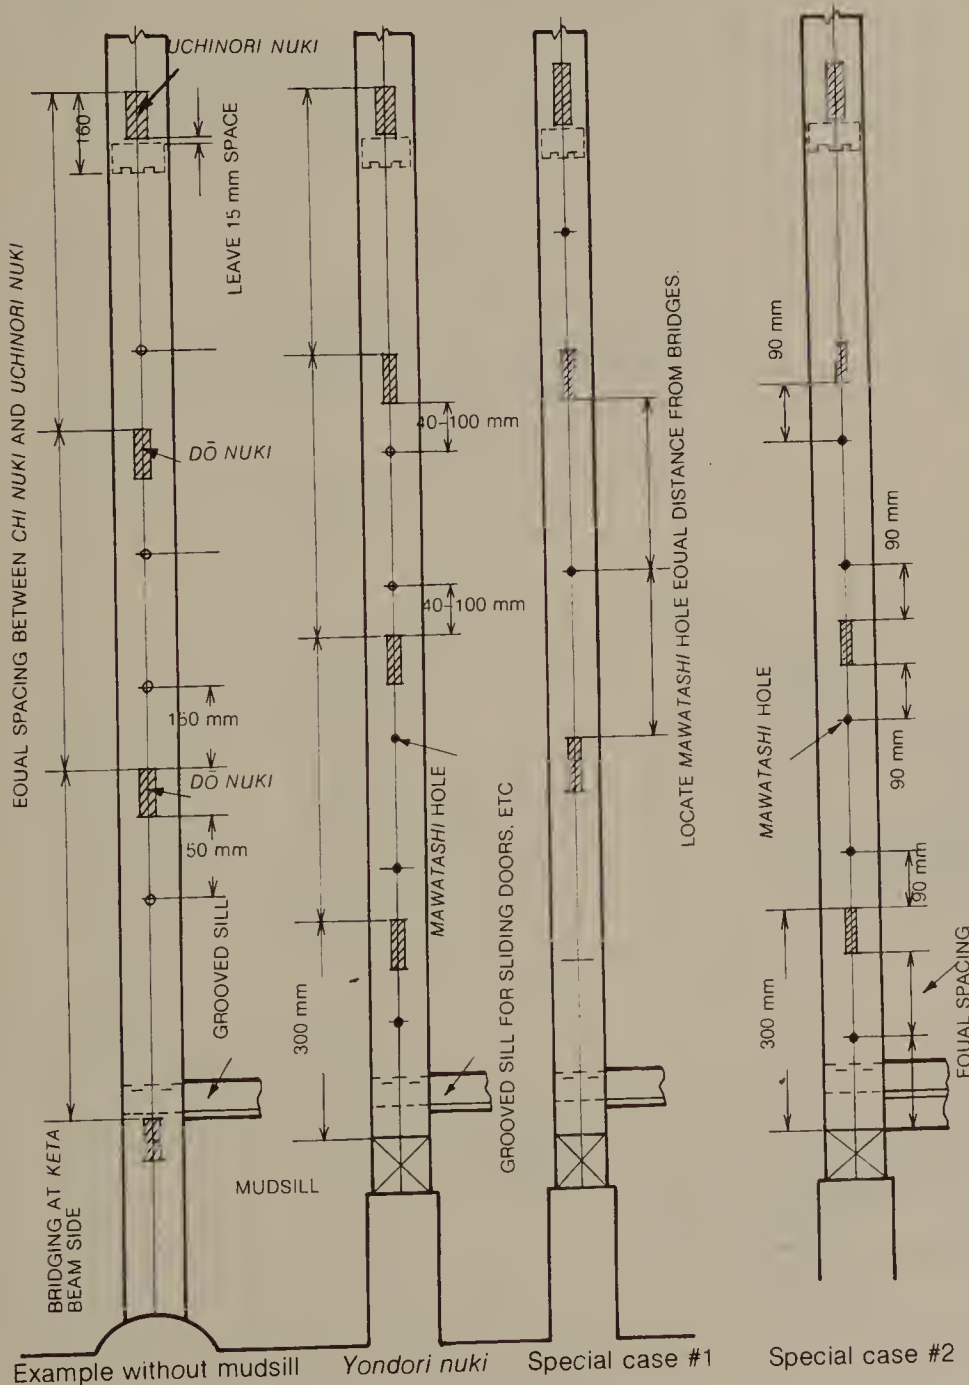 UCHINORI NUKI
160
LEAVE 15 mm SPACE
EQUAL SPACING BETWEEN CHI NUKI AND UCHINORI NUKI
DŌ NUKI
150 mm
DŌ NUKI
50 mm
GROOVED SILL
BRIDGING AT KETA
BEAM SIDE
MUDSILL
40-100 mm
40-100 mm
MAWATASHI HOLE
300 mm
GROOVED SILL FOR SLIDING DOORS, ETC
LOCATE MAWATASHI HOLE EQUAL DISTANCE FROM BRIDGES.
90 mm
90 mm
MAWATASHI HOLE
90 mm
90 mm
300 mm
EQUAL SPACING
Example without mudsill
Yondori nuki
Special case #1
Special case #2